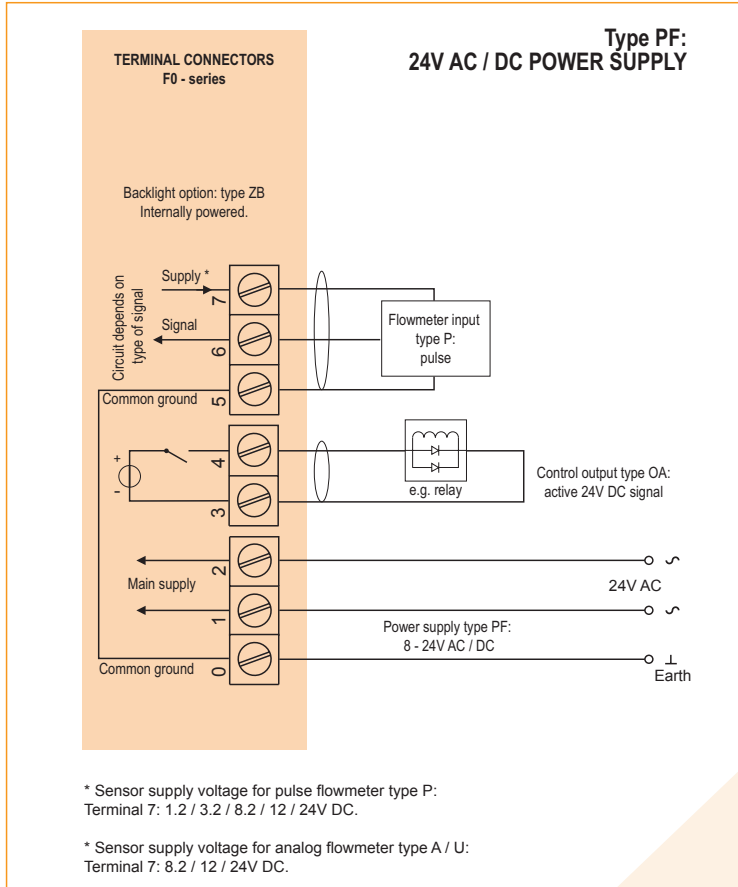 Type PF:
24V AC / DC POWER SUPPLY
TERMINAL CONNECTORS
F0 - series
Backlight option: type ZB
Internally powered.
Circuit depends on
type of signal
Supply *
7
Signal
6
Common ground
5
Flowmeter input
type P:
pulse
+
-
4
3
e.g. relay
Control output type OA:
active 24V DC signal
2
Main supply
1
24V AC
Power supply type PF:
8 - 24V AC / DC
Common ground
0
Earth
* Sensor supply voltage for pulse flowmeter type P:
Terminal 7: 1.2 / 3.2 / 8.2 / 12 / 24V DC.
* Sensor supply voltage for analog flowmeter type A / U:
Terminal 7: 8.2 / 12 / 24V DC.